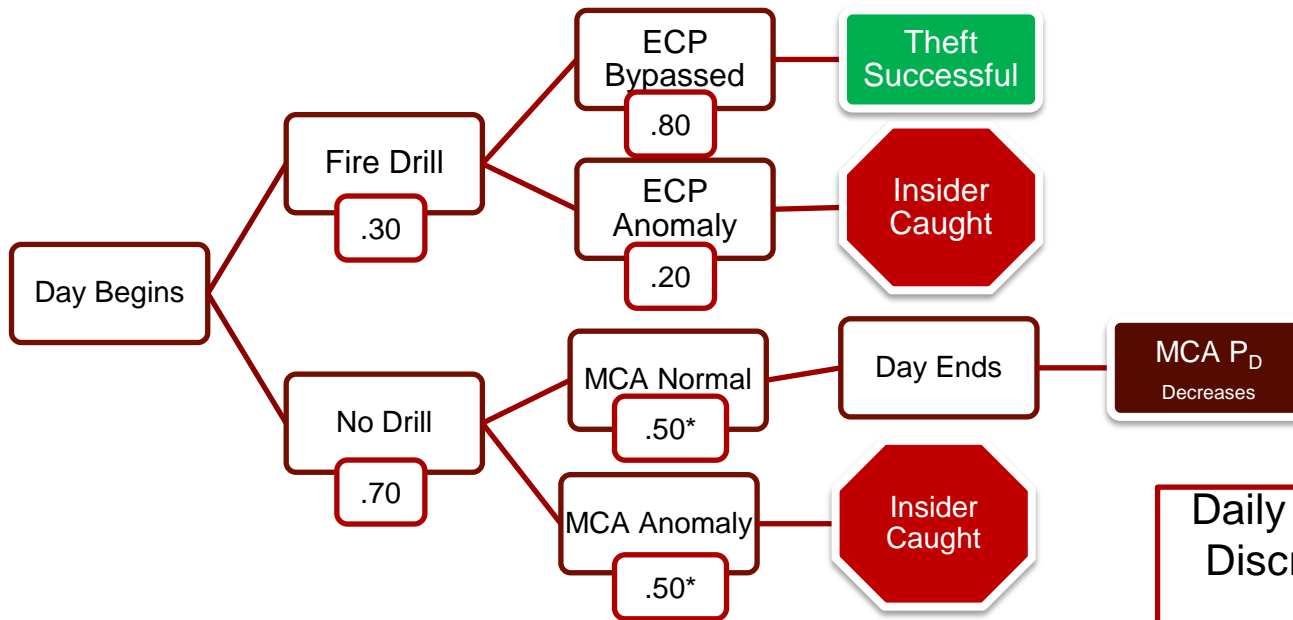 ECP
Bypassed
.80
Theft
Successful
Fire Drill
.30
ECP
Anomaly
.20
Insider
Caught
Day Begins
MCA Normal
.50*
Day Ends
MCA P_D
Decreases
No Drill
.70
MCA Anomaly
.50*
Insider
Caught
Daily